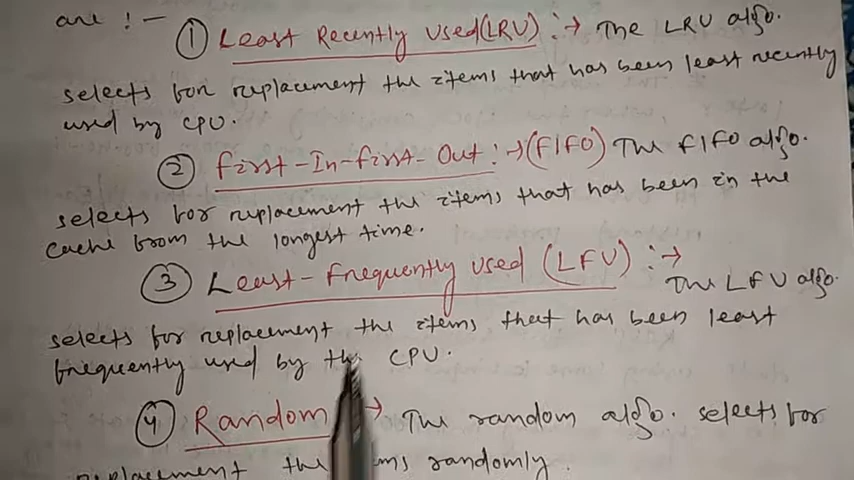 are :-
① Least Recently Used (LRU) :→ The LRU algo.
selects for replacement the items that has been least recently
used by CPU.
② First-In-First-Out :→ (FIFO) The FIFO algo.
selects for replacement the items that has been in the
cache from the longest time.
③ Least-Frequently Used (LFU) :→ The LFU algo.
selects for replacement the items that has been least
frequently used by the CPU.
④ Random → The random algo. selects for
replacement the items randomly.